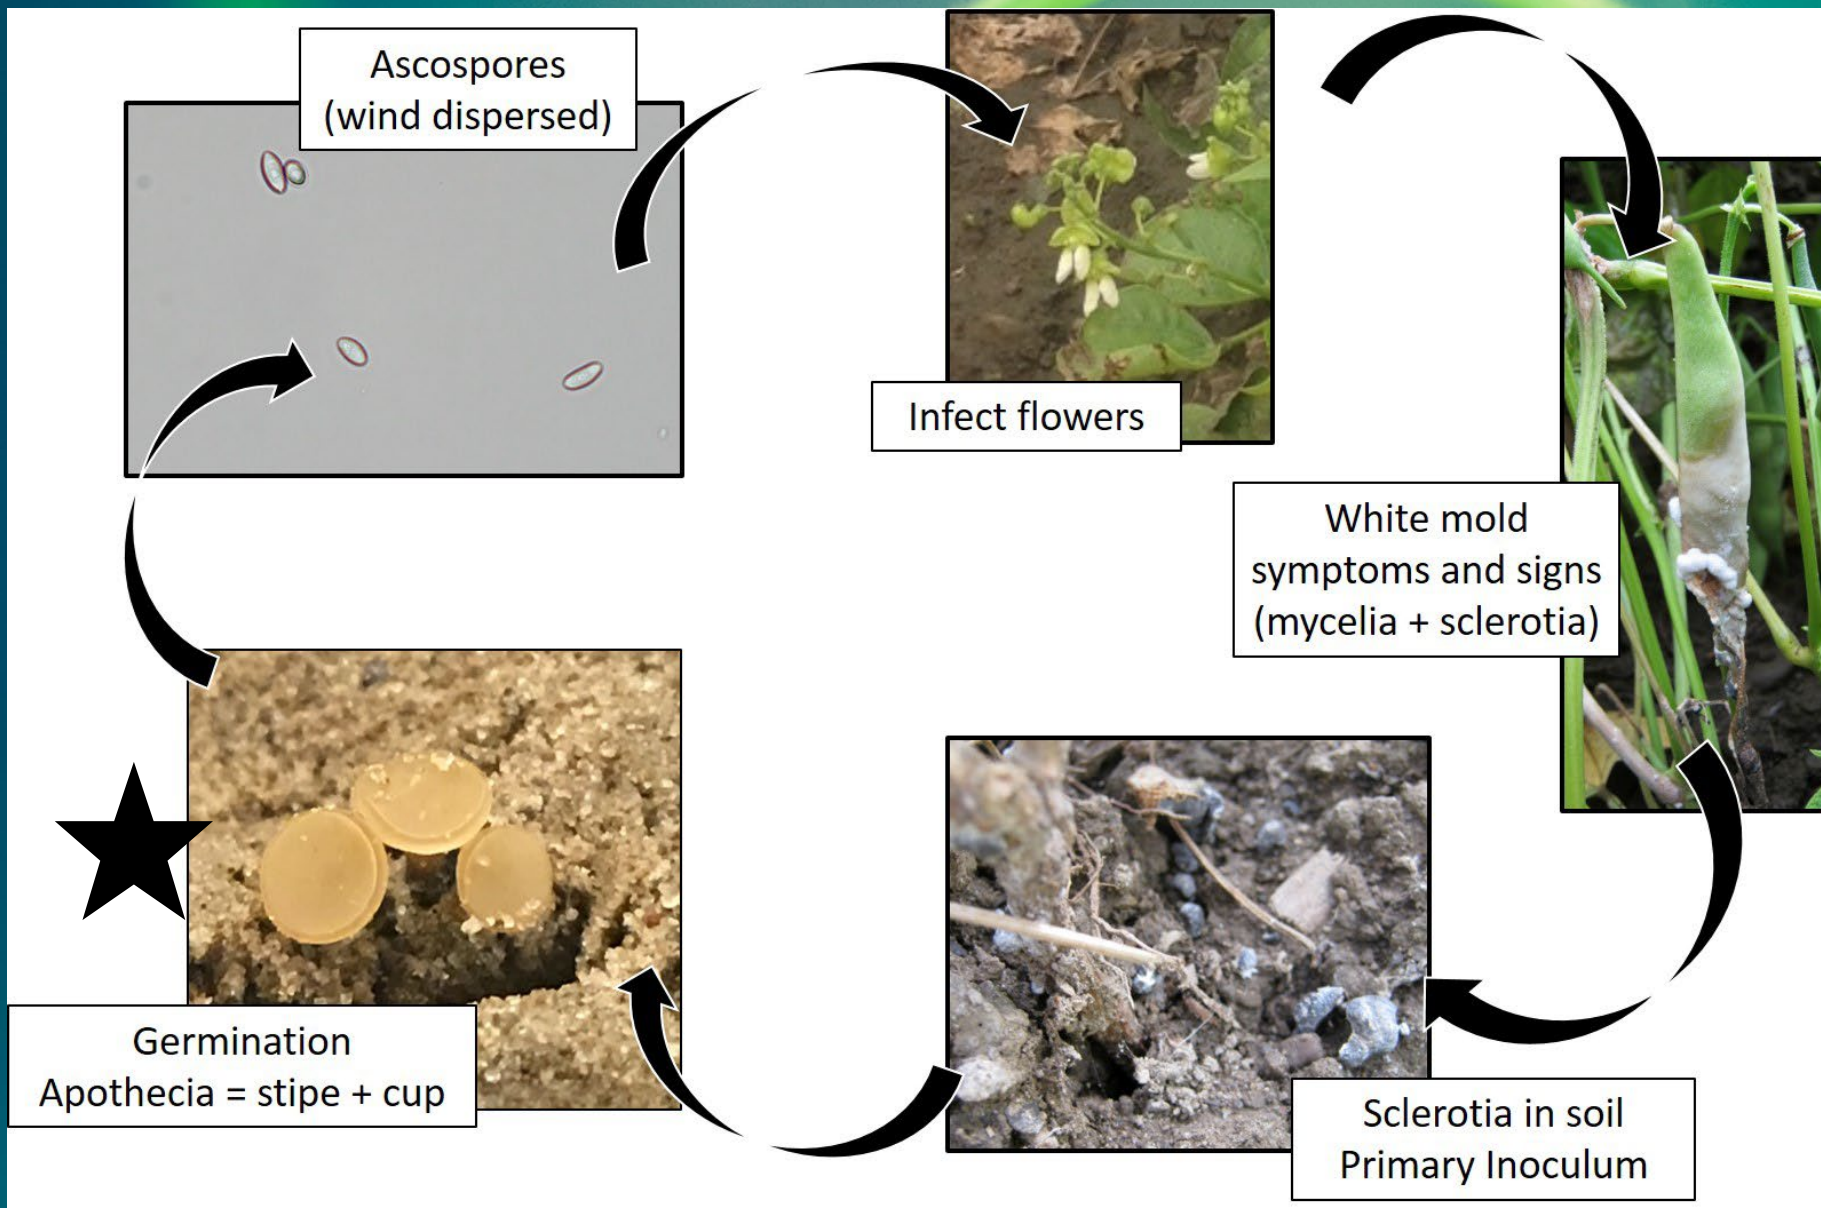 Ascospores
(wind dispersed)
Infect flowers
White mold
symptoms and signs
(mycelia + sclerotia)
Sclerotia in soil
Primary Inoculum
Germination
Apothecia = stipe + cup